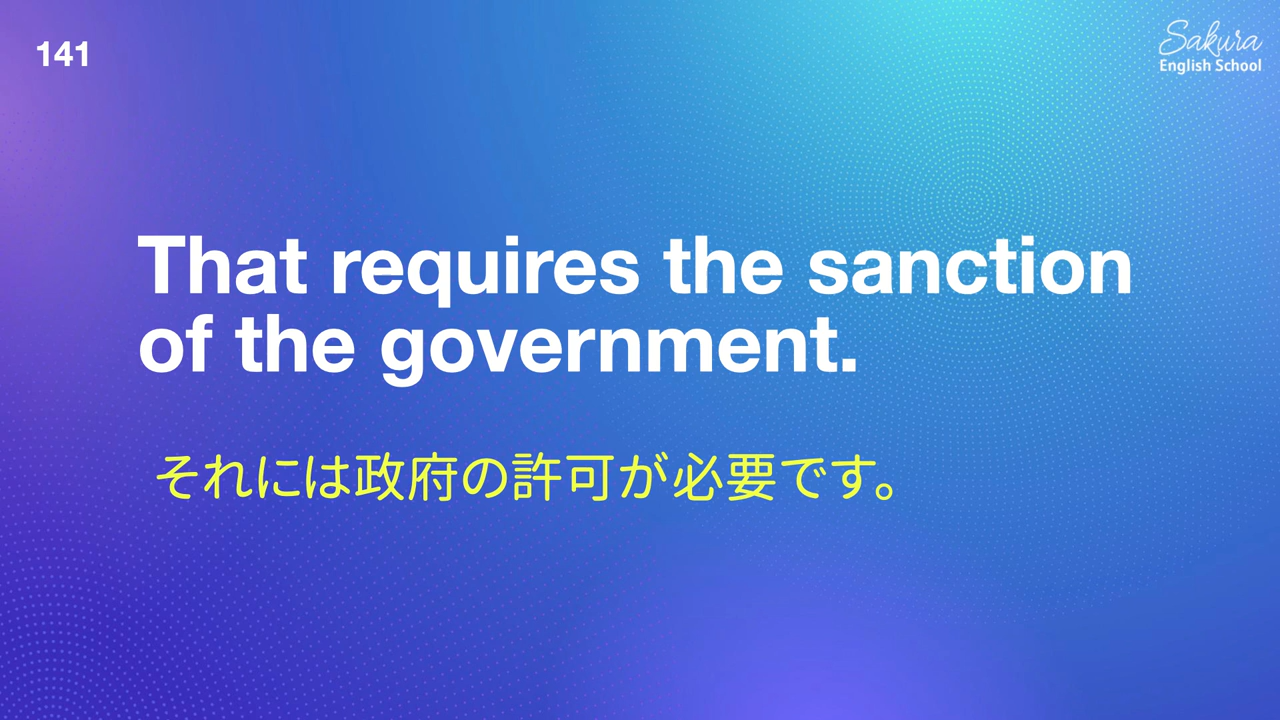 141
Sakura
English School
That requires the sanction
of the government.
それには政府の許可が必要です。